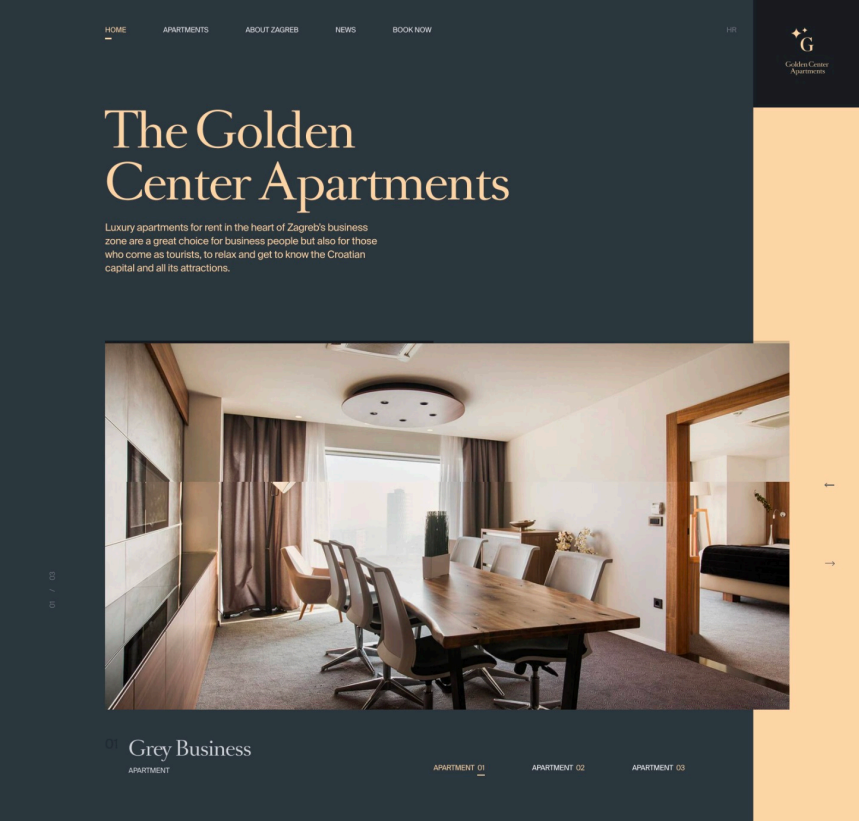 HOME
APARTMENTS
ABOUT ZAGREB
NEWS
BOOK NOW
HR
G
Golden Center
Apartments
The Golden
Center Apartments
Luxury apartments for rent in the heart of Zagreb's business
zone are a great choice for business people but also for those
who come as tourists, to relax and get to know the Croatian
capital and all its attractions.
01
Grey Business
APARTMENT
APARTMENT 01
APARTMENT 02
APARTMENT 03